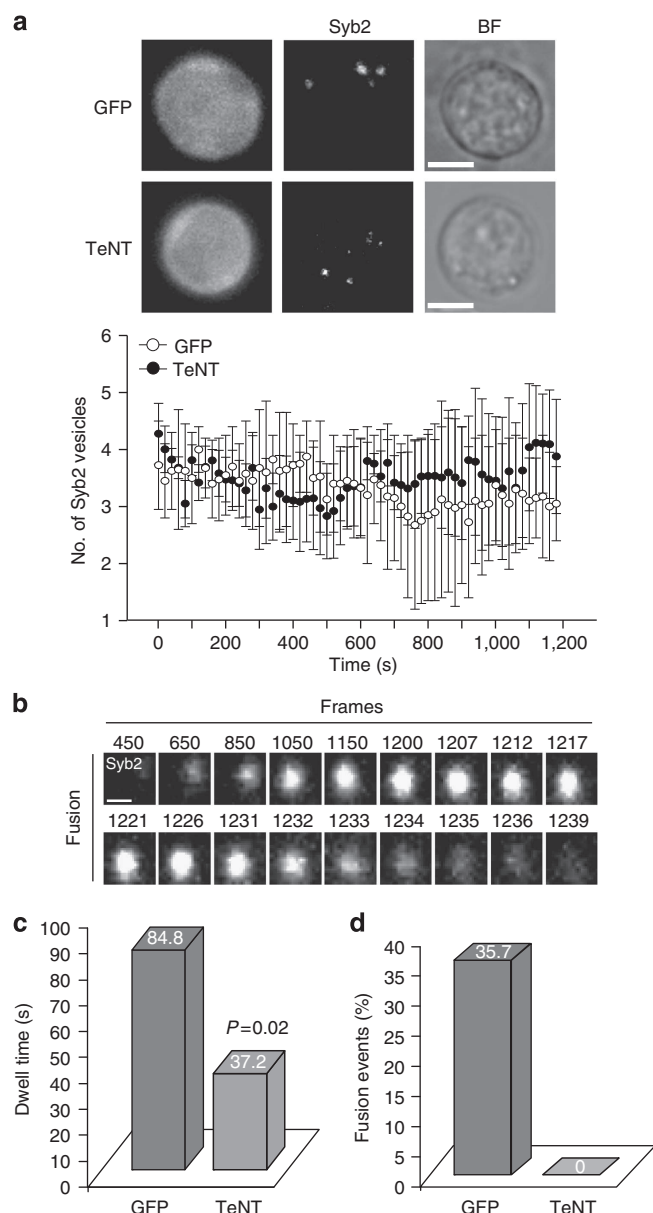 a
Syb2 BF
GFP
TeNT
6
5
4
3
2
1
No. of Syb2 vesicles
GFP
TeNT
0 200 400 600 800 1,000 1,200
Time (s)
b
Frames
450 650 850 1050 1150 1200 1207 1212 1217
Syb2
Fusion
1221 1226 1231 1232 1233 1234 1235 1236 1239
c
100
90
80
70
60
50
40
30
20
10
0
Dwell time (s)
84.8
P=0.02
37.2
GFP TeNT
d
40
35
30
25
20
15
10
5
0
Fusion events (%)
35.7
0
GFP TeNT